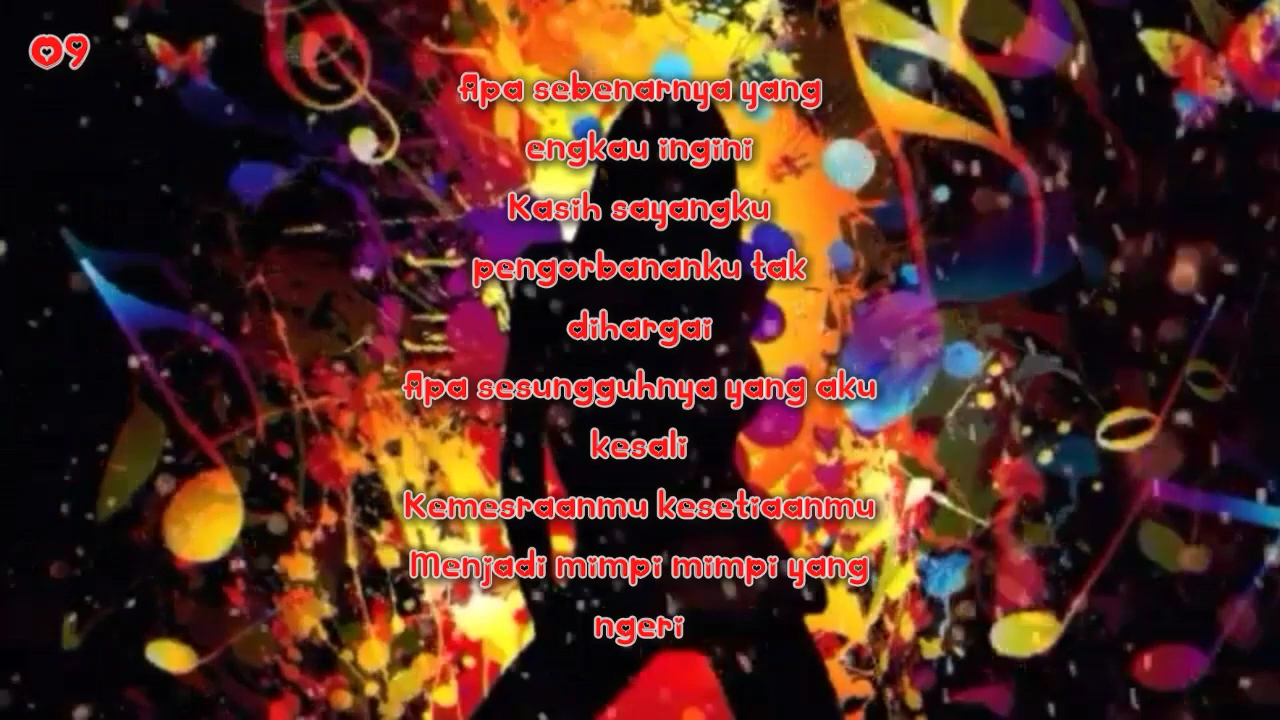 09
Apa sebenarnya yang
engkau ingini
Kasih sayangku
pengorbananku tak
dihargai
Apa sesungguhnya yang aku
kesali
Kemesraanmu kesetiaanmu
Menjadi mimpi mimpi yang
ngeri